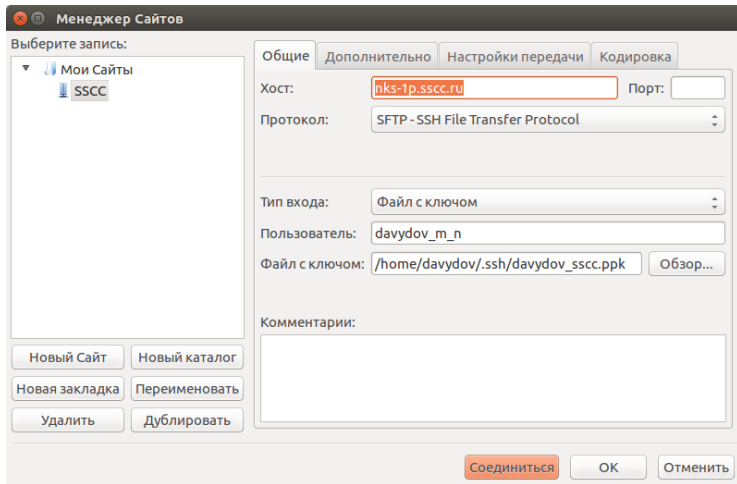 Менеджер Сайтов
Выберите запись:
Мои Сайты
sscc
Новый Сайт Новый каталог
Новая закладка Переименовать
Удалить Дублировать
Общие Дополнительно Настройки передачи Кодировка
Хост: nks-1p.sscc.ru Порт:
Протокол: SFTP - SSH File Transfer Protocol
Тип входа: Файл с ключом
Пользователь: davydov_m_n
Файл с ключом: /home/davydov/.ssh/davydov_sscc.ppk Обзор...
Комментарии:
Соединиться OK Отменить